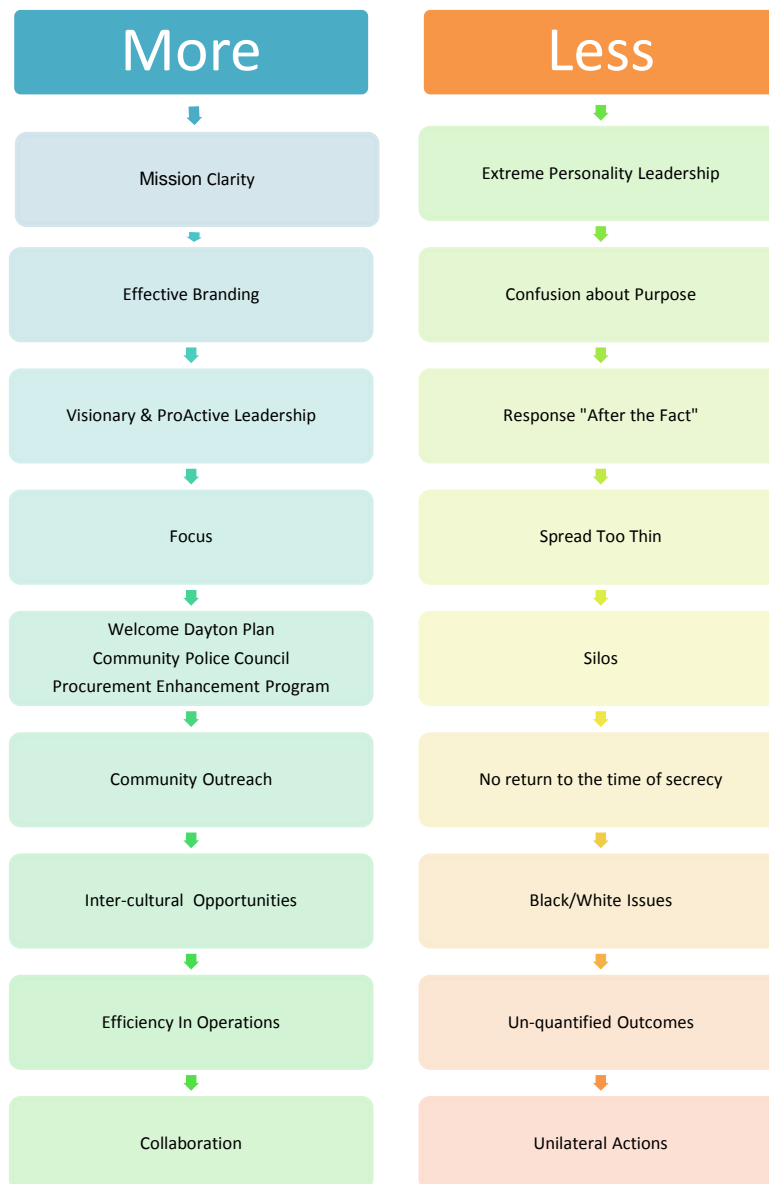 More
Mission Clarity
Effective Branding
Visionary & ProActive Leadership
Focus
Welcome Dayton Plan
Community Police Council
Procurement Enhancement Program
Community Outreach
Inter-cultural Opportunities
Efficiency In Operations
Collaboration
Less
Extreme Personality Leadership
Confusion about Purpose
Response "After the Fact"
Spread Too Thin
Silos
No return to the time of secrecy
Black/White Issues
Un-quantified Outcomes
Unilateral Actions